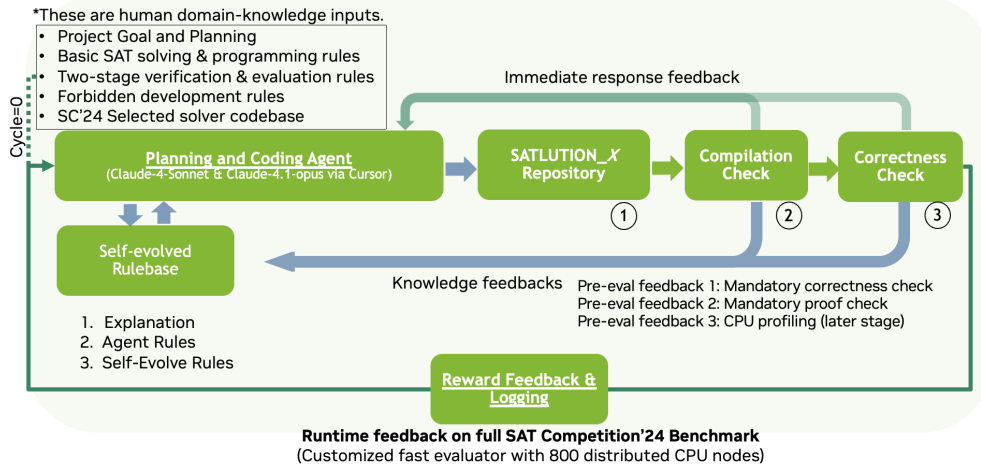 *These are human domain-knowledge inputs.
• Project Goal and Planning
• Basic SAT solving & programming rules
• Two-stage verification & evaluation rules
• Forbidden development rules
• SC'24 Selected solver codebase
Cycle=0
Immediate response feedback
Planning and Coding Agent
(Claude-4-Sonnet & Claude-4.1-opus via Cursor)
SATLUTION_X
Repository
1
Compilation
Check
2
Correctness
Check
3
Self-evolved
Rulebase
Knowledge feedbacks
Pre-eval feedback 1: Mandatory correctness check
Pre-eval feedback 2: Mandatory proof check
Pre-eval feedback 3: CPU profiling (later stage)
1. Explanation
2. Agent Rules
3. Self-Evolve Rules
Reward Feedback &
Logging
Runtime feedback on full SAT Competition'24 Benchmark
(Customized fast evaluator with 800 distributed CPU nodes)